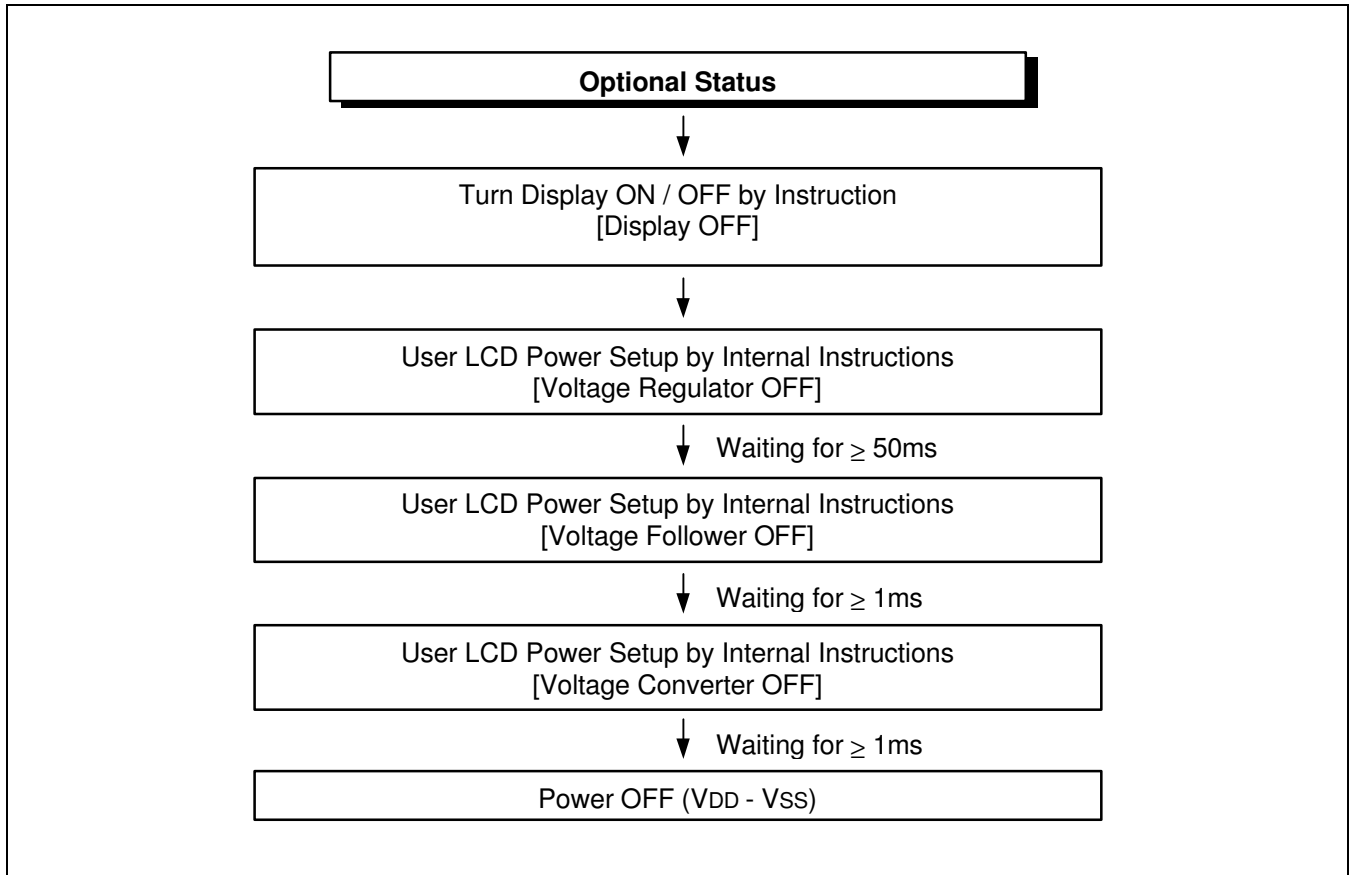 Optional Status
Turn Display ON / OFF by Instruction
[Display OFF]
User LCD Power Setup by Internal Instructions
[Voltage Regulator OFF]
Waiting for ≥ 50ms
User LCD Power Setup by Internal Instructions
[Voltage Follower OFF]
Waiting for ≥ 1ms
User LCD Power Setup by Internal Instructions
[Voltage Converter OFF]
Waiting for ≥ 1ms
Power OFF (VDD - VSS)